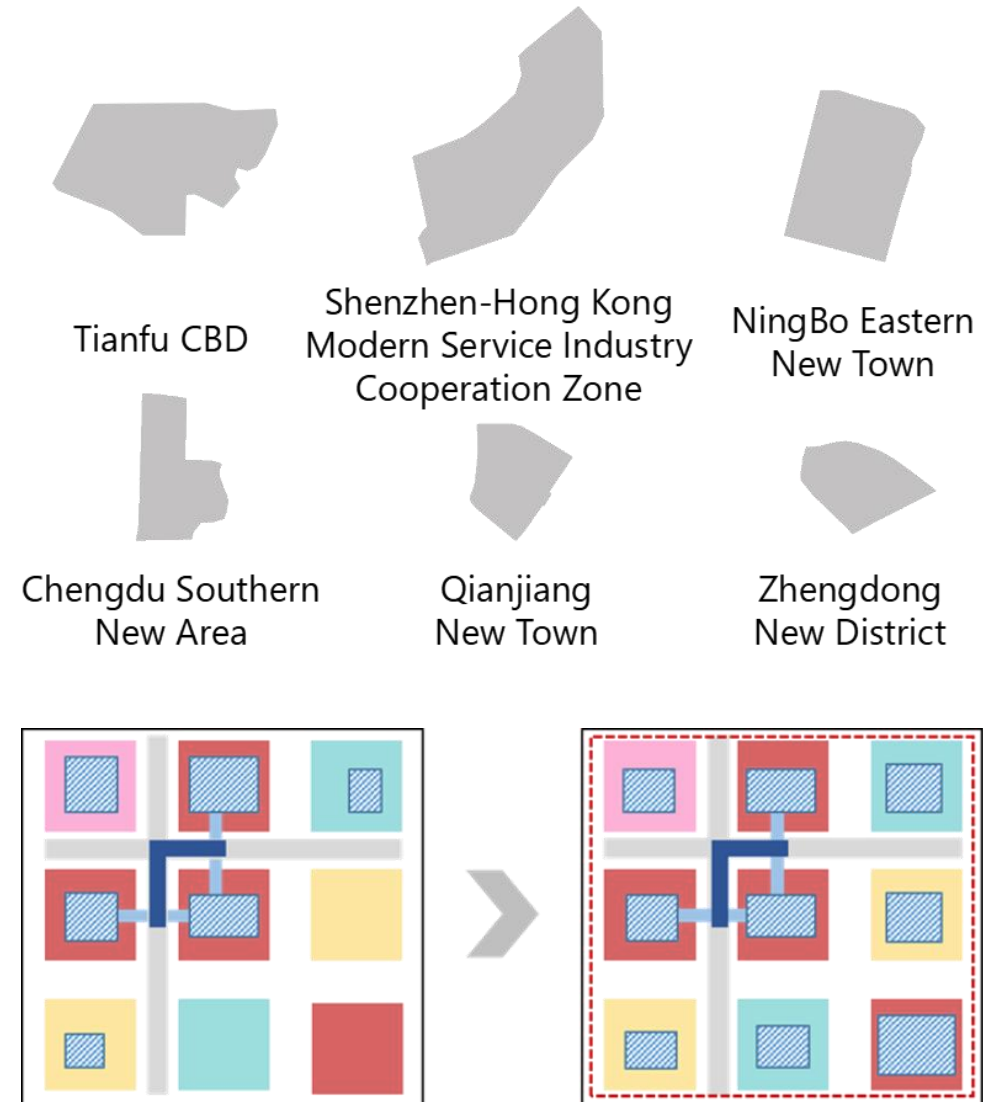 Tianfu CBD
Shenzhen-Hong Kong
Modern Service Industry
Cooperation Zone
NingBo Eastern
New Town
Chengdu Southern
New Area
Qianjiang
New Town
Zhengdong
New District